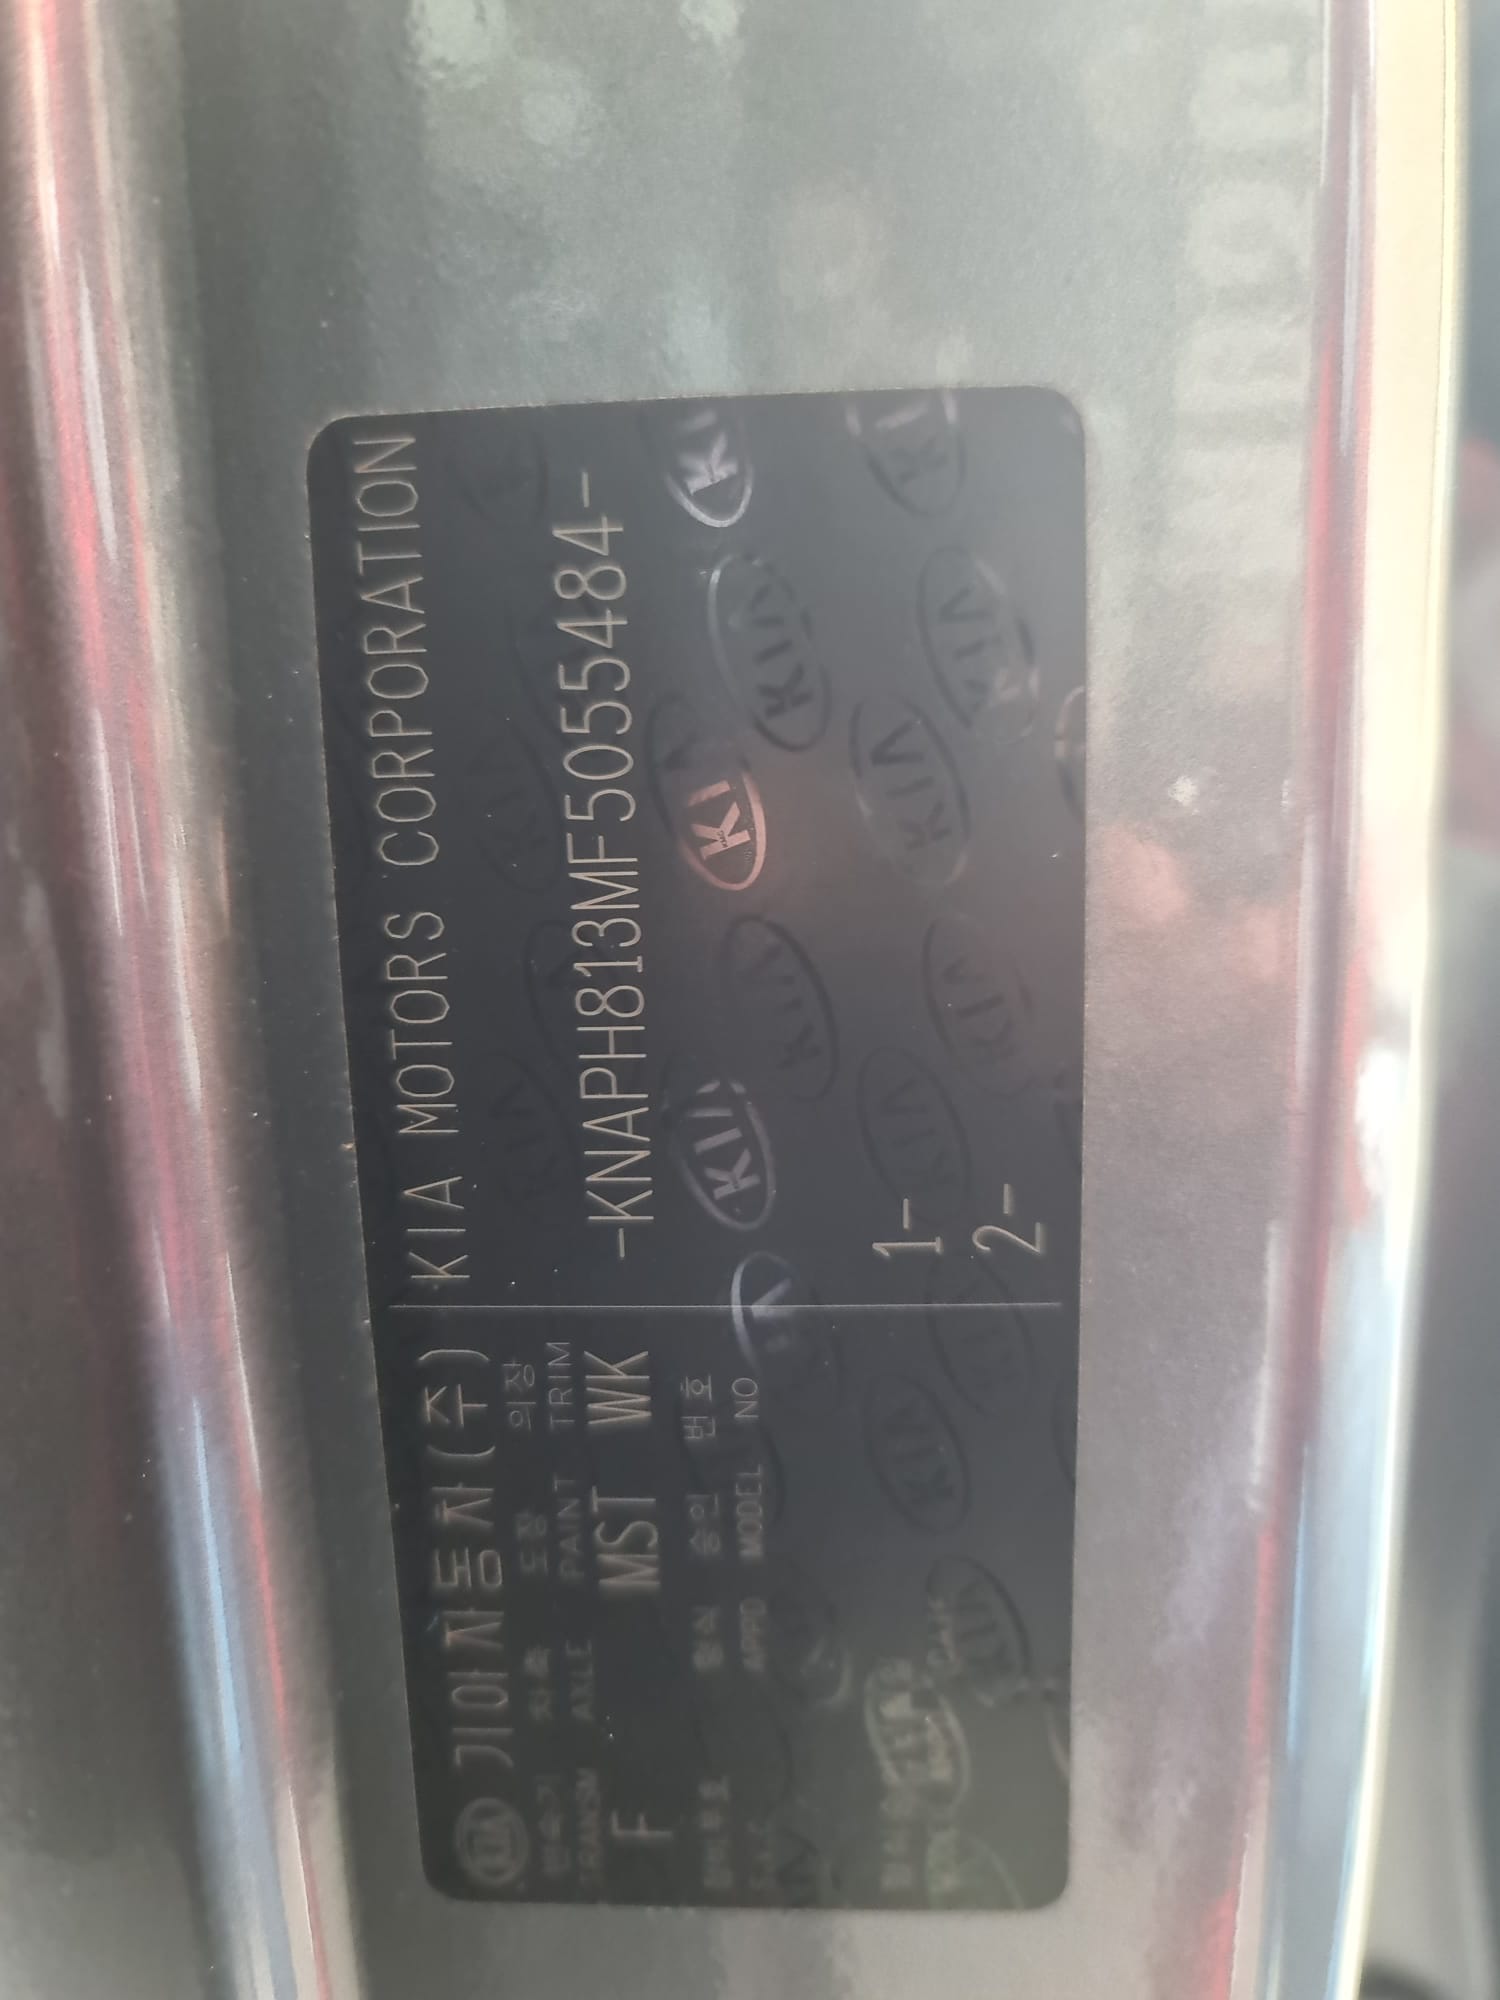 KIA 기아자동차(주) KIA MOTORS CORPORATION
변속기 차축 도장 의장
TRANSM AXLE PAINT TRIM
F MST WK -KNAPH813MF5055484-
형식 승인 번호
APPD MODEL NO
1-
2-